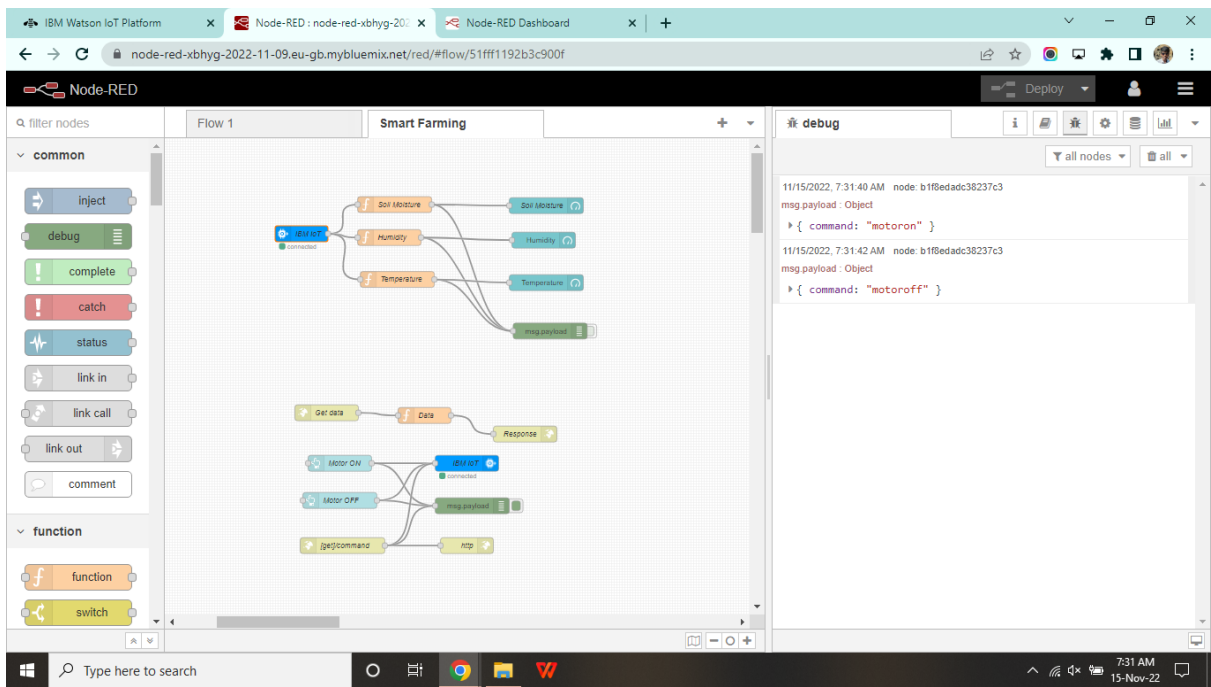 IBM Watson IoT Platform
Node-RED : node-red-xbhyg-202
Node-RED Dashboard
node-red-xbhyg-2022-11-09.eu-gb.mybluemix.net/red/#flow/51fff1192b3c900f
Node-RED
Deploy
filter nodes
Flow 1
Smart Farming
debug
i
common
all nodes
all
inject
debug
complete
catch
status
link in
link call
link out
comment
function
function
switch
IBM IoT
connected
Soil Moisture
Humidity
Temperature
Soil Moisture
Humidity
Temperature
msg.payload
Get data
Data
Response
Motor ON
IBM IoT
connected
Motor OFF
msg.payload
[get]/command
http
11/15/2022, 7:31:40 AM node: b1f8edadc38237c3
msg.payload : Object
{ command: "motoron" }
11/15/2022, 7:31:42 AM node: b1f8edadc38237c3
msg.payload : Object
{ command: "motoroff" }
Type here to search
7:31 AM
15-Nov-22